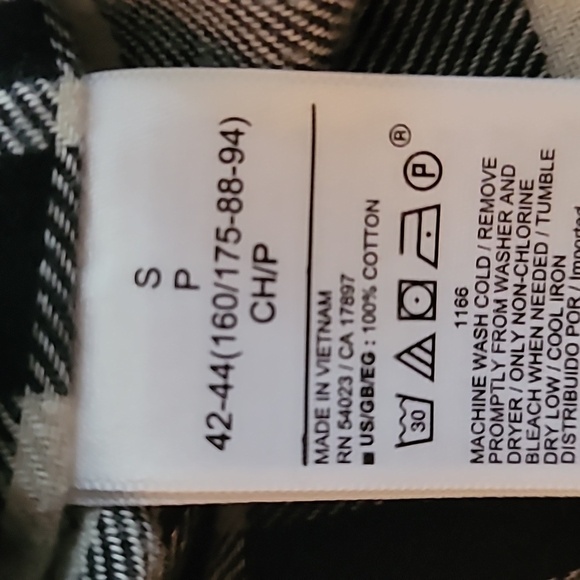 S
P
42-44(160/175-88-94)
CH/P
MADE IN VIETNAM
RN 54023 / CA 17897
■ US/GB/EG : 100% COTTON
30 P ®
1166
MACHINE WASH COLD / REMOVE
PROMPTLY FROM WASHER AND
DRYER / ONLY NON-CHLORINE
BLEACH WHEN NEEDED / TUMBLE
DRY LOW / COOL IRON
DISTRIBUIDO POR / Imported